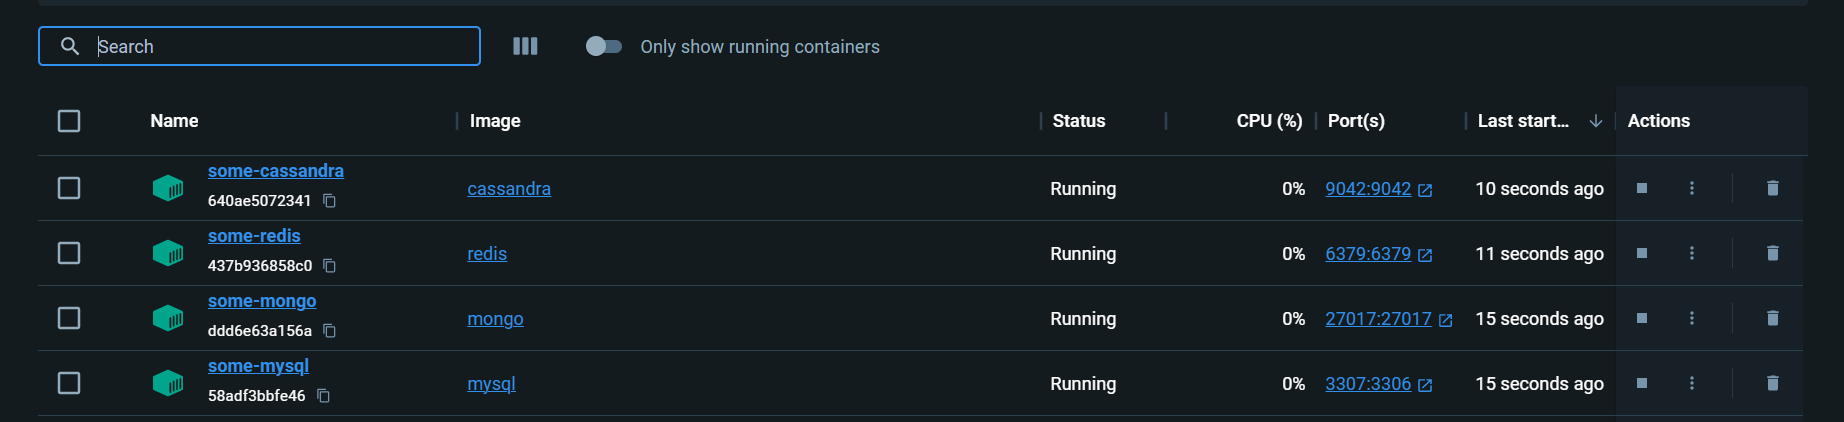 Search
Only show running containers
Name Image Status CPU (%) Port(s) Last start... Actions
some-cassandra
640ae5072341
cassandra Running 0% 9042:9042 10 seconds ago
some-redis
437b936858c0
redis Running 0% 6379:6379 11 seconds ago
some-mongo
ddd6e63a156a
mongo Running 0% 27017:27017 15 seconds ago
some-mysql
58adf3bbfe46
mysql Running 0% 3307:3306 15 seconds ago